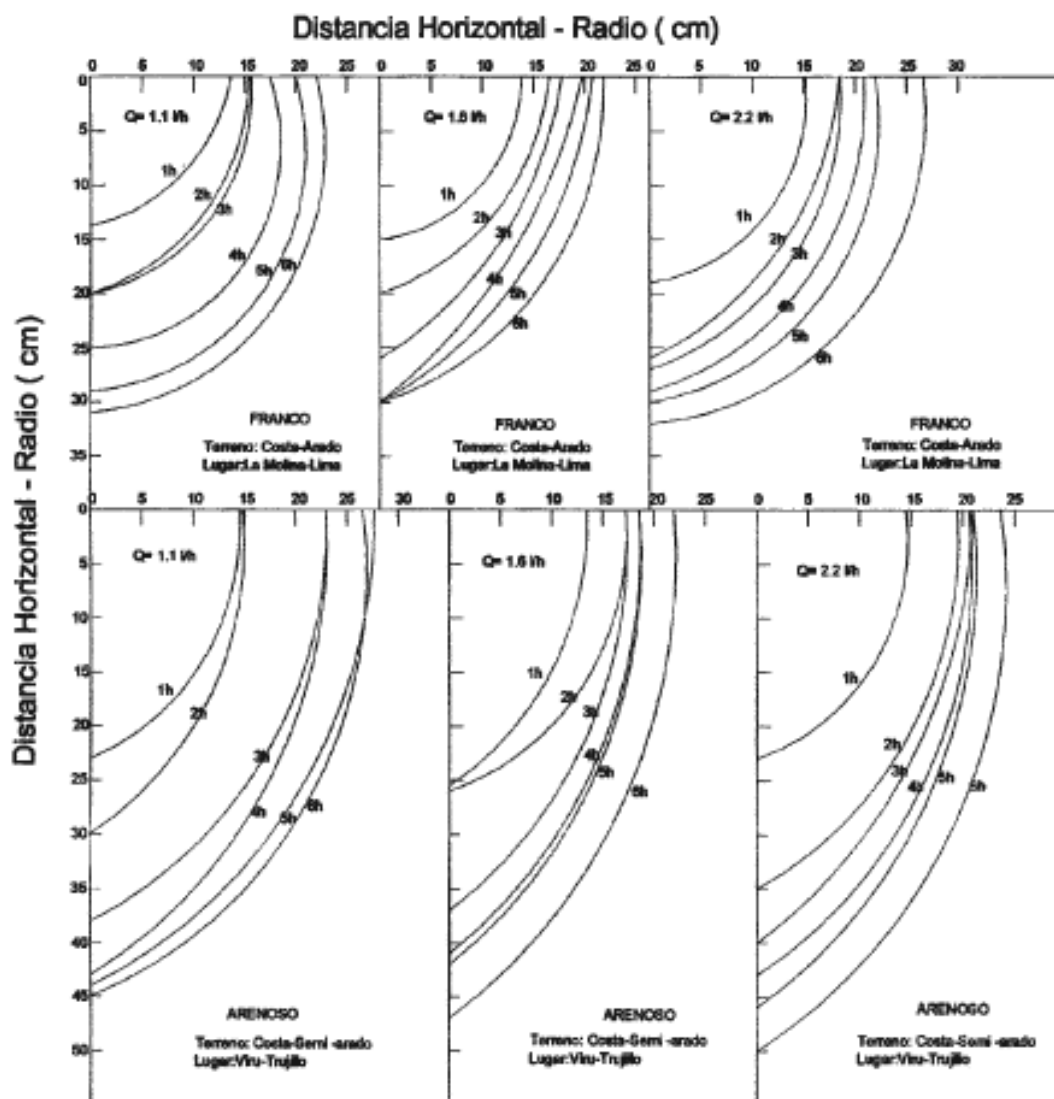 Distancia Horizontal - Radio ( cm)
Distancia Horizontal - Radio ( cm)
0 5 10 15 20 25 0 5 10 15 20 25 0 5 10 15 20 25 30
0
5
10
15
20
25
30
35
Q= 1.1 l/h
1h
2h
3h
4h
5h
6h
FRANCO
Terreno: Costa-Arado
Lugar:La Molina-Lima
Q= 1.6 l/h
1h
2h
3h
4h
5h
6h
FRANCO
Terreno: Costa-Arado
Lugar:La Molina-Lima
Q= 2.2 l/h
1h
2h
3h
4h
5h
6h
FRANCO
Terreno: Costa-Arado
Lugar:La Molina-Lima
0 5 10 15 20 25 30 0 5 10 15 20 25 0 5 10 15 20 25
0
5
10
15
20
25
30
35
40
45
50
Q= 1.1 l/h
1h
2h
3h
4h
5h
6h
ARENOSO
Terreno: Costa-Semi -arado
Lugar:Viru-Trujillo
Q= 1.6 l/h
1h
2h
3h
4h
5h
6h
ARENOSO
Terreno: Costa-Semi -arado
Lugar:Viru-Trujillo
Q= 2.2 l/h
1h
2h
3h
4h
5h
6h
ARENOSO
Terreno: Costa-Semi -arado
Lugar:Viru-Trujillo